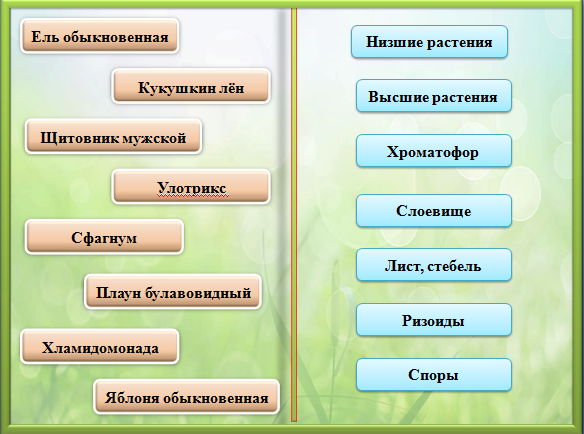 Ель обыкновенная
Кукушкин лён
Щитовник мужской
Улотрикс
Сфагнум
Плаун булавовидный
Хламидомонада
Яблоня обыкновенная
Низшие растения
Высшие растения
Хроматофор
Слоевище
Лист, стебель
Ризоиды
Споры